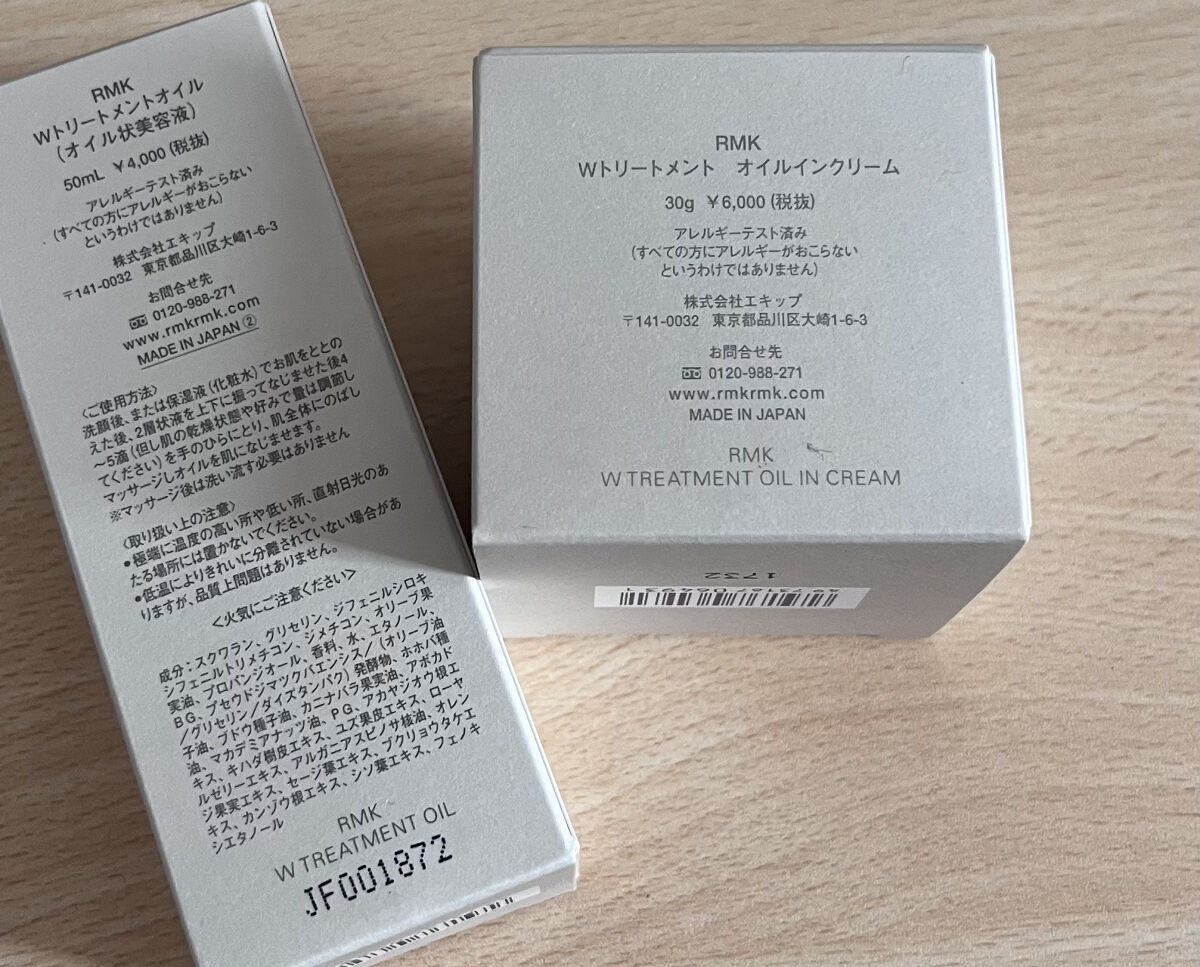 RMK
Wトリートメントオイル
(オイル状美容液)
50mL ¥4,000(税抜)
アレルギーテスト済み
(すべての方にアレルギーがおこらない
というわけではありません)
株式会社エキップ
〒141-0032 東京都品川区大崎1-6-3
お問合せ先
0120-988-271
www.rmkrmk.com
MADE IN JAPAN ②
〈ご使用方法〉
洗顔後、または保湿液(化粧水)でお肌をととの
えた後、2層状液を上下に振ってなじませた後4
〜5滴(但し肌の乾燥状態や好みで量は調節し
てください)を手のひらにとり、肌全体にのばし
マッサージしオイルを肌になじませます。
※マッサージ後は洗い流す必要はありません
〈取り扱い上の注意〉
●極端に温度の高い所や低い所、直射日光のあ
たる場所には置かないでください。
●低温によりきれいに分離されていない場合があ
りますが、品質上問題はありません。
<火気にご注意ください>
成分:スクワラン、グリセリン、ジフェニルシロキ
シフェニルトリメチコン、ジメチコン、オリーブ果
実油、プロパンジオール、香料、水、エタノール、
BG、プセウドジマツバエンシス/(オリーブ油
/グリセリン/ダイズタンパク)発酵物、ホホバ種
子油、ブドウ種子油、カニナバラ果実油、アボカド
油、マカデミアナッツ油、PG、アカヤジオウ根エ
キス、キハダ樹皮エキス、ユズ果皮エキス、ローヤ
ルゼリーエキス、アルガニアスピノサ核油、オレン
ジ果実エキス、セージ葉エキス、ブクリョウタケエ
キス、カンゾウ根エキス、シソ葉エキス、フェノキ
シエタノール
RMK
W TREATMENT OIL
JF001872
RMK
Wトリートメント オイルインクリーム
30g ¥6,000(税抜)
アレルギーテスト済み
(すべての方にアレルギーがおこらない
というわけではありません)
株式会社エキップ
〒141-0032 東京都品川区大崎1-6-3
お問合せ先
0120-988-271
www.rmkrmk.com
MADE IN JAPAN
RMK
W TREATMENT OIL IN CREAM
1732